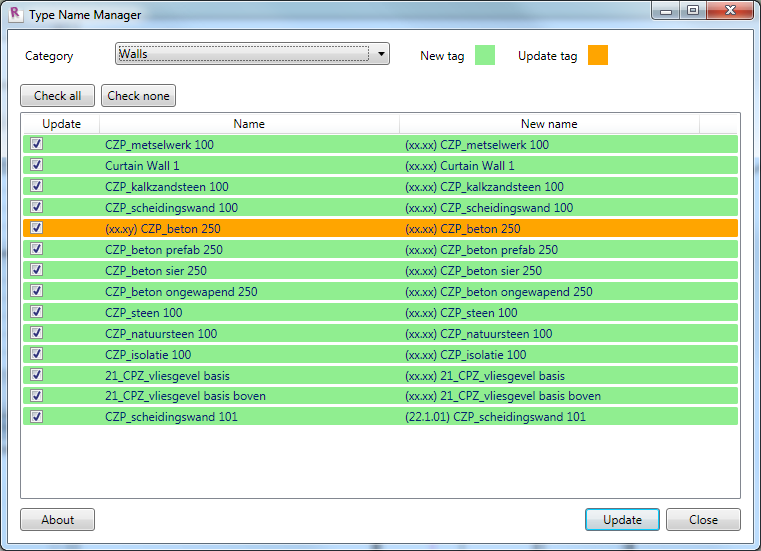 Type Name Manager
Category Walls New tag Update tag
Check all Check none
Update Name New name
CZP_metselwerk 100 (xx.xx) CZP_metselwerk 100
Curtain Wall 1 (xx.xx) Curtain Wall 1
CZP_kalkzandsteen 100 (xx.xx) CZP_kalkzandsteen 100
CZP_scheidingswand 100 (xx.xx) CZP_scheidingswand 100
(xx.xy) CZP_beton 250 (xx.xx) CZP_beton 250
CZP_beton prefab 250 (xx.xx) CZP_beton prefab 250
CZP_beton sier 250 (xx.xx) CZP_beton sier 250
CZP_beton ongewapend 250 (xx.xx) CZP_beton ongewapend 250
CZP_steen 100 (xx.xx) CZP_steen 100
CZP_natuursteen 100 (xx.xx) CZP_natuursteen 100
CZP_isolatie 100 (xx.xx) CZP_isolatie 100
21_CPZ_vliesgevel basis (xx.xx) 21_CPZ_vliesgevel basis
21_CPZ_vliesgevel basis boven (xx.xx) 21_CPZ_vliesgevel basis boven
CZP_scheidingswand 101 (22.1.01) CZP_scheidingswand 101
About Update Close